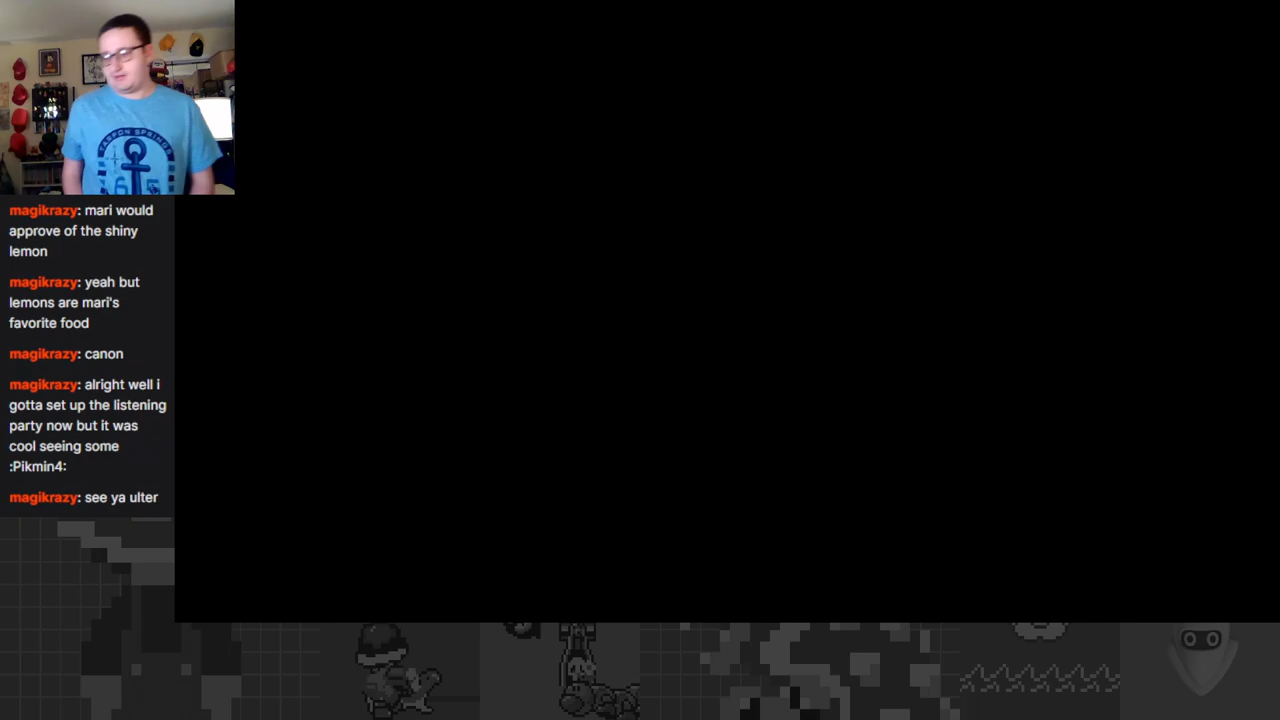 TARPON SPRINGS
magikrazy: mari would
approve of the shiny
lemon
magikrazy: yeah but
lemons are mari's
favorite food
magikrazy: canon
magikrazy: alright well i
gotta set up the listening
party now but it was
cool seeing some
:Pikmin4:
magikrazy: see ya ulter